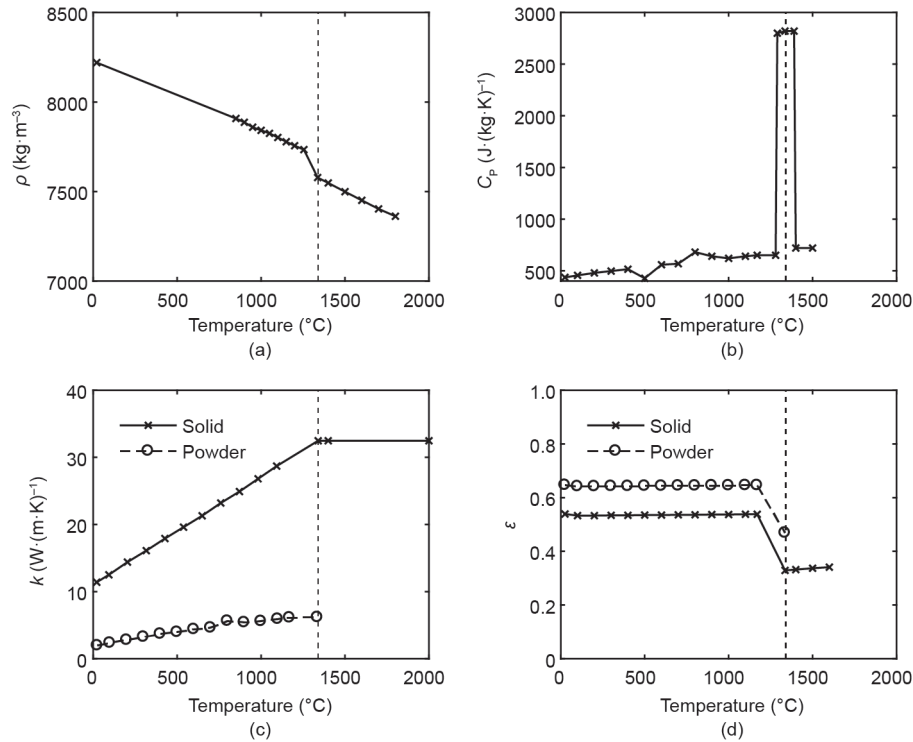 8500
8000
7500
7000
ρ (kg·m⁻³)
0 500 1000 1500 2000
Temperature (°C)
(a)
3000
2500
2000
1500
1000
500
C_P (J·(kg·K)⁻¹)
0 500 1000 1500 2000
Temperature (°C)
(b)
40
30
20
10
0
k (W·(m·K)⁻¹)
Solid
Powder
0 500 1000 1500 2000
Temperature (°C)
(c)
1.0
0.8
0.6
0.4
0.2
0
ε
Solid
Powder
0 500 1000 1500 2000
Temperature (°C)
(d)